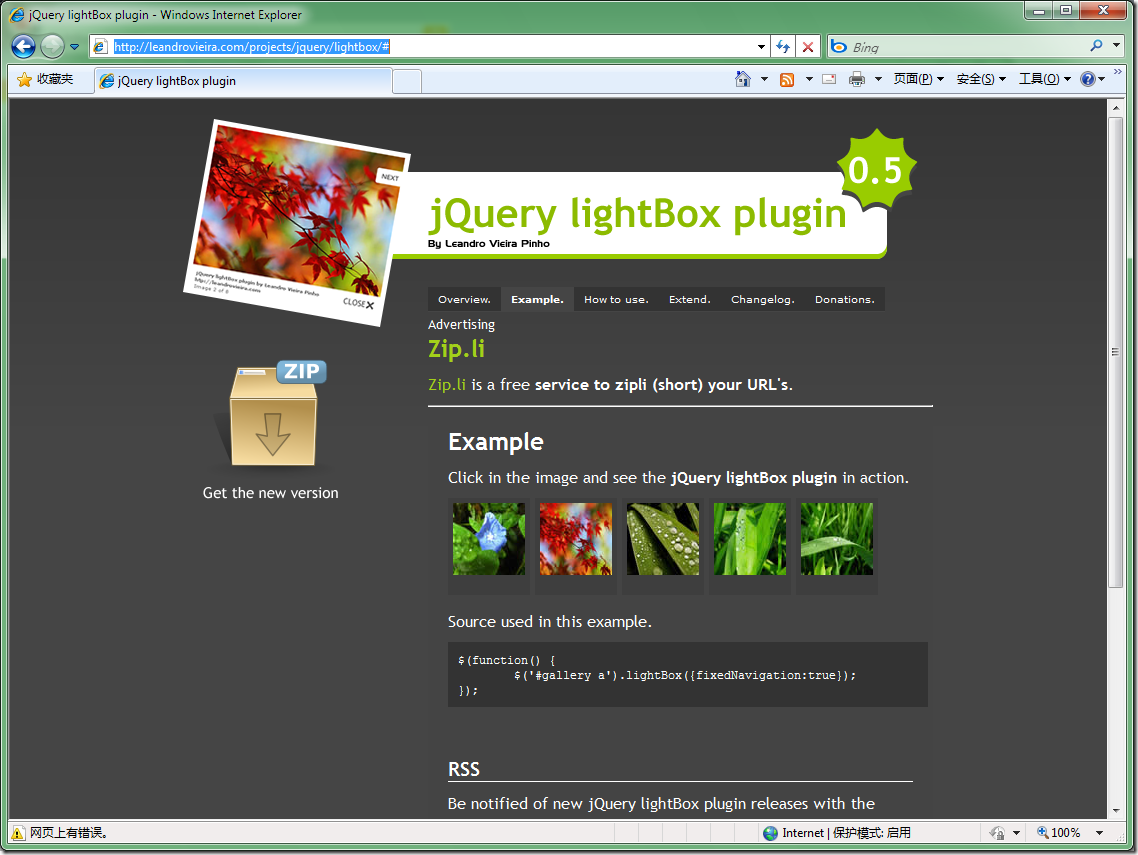 jQuery lightBox plugin - Windows Internet Explorer
http://leandrovieira.com/projects/jquery/lightbox/#
Bing
收藏夹
jQuery lightBox plugin
页面(P)
安全(S)
工具(O)
NEXT
0.5
jQuery lightBox plugin
By Leandro Vieira Pinho
jQuery lightBox plugin by Leandro Vieira Pinho
http://leandrovieira.com
Image 2 of 5
CLOSE X
Overview. Example. How to use. Extend. Changelog. Donations.
Advertising
Zip.li
Zip.li is a free service to zipli (short) your URL's.
ZIP
Get the new version
Example
Click in the image and see the jQuery lightBox plugin in action.
Source used in this example.
$(function() {
$('#gallery a').lightBox({fixedNavigation:true});
});
RSS
Be notified of new jQuery lightBox plugin releases with the
网页上有错误。
Internet | 保护模式: 启用
100%